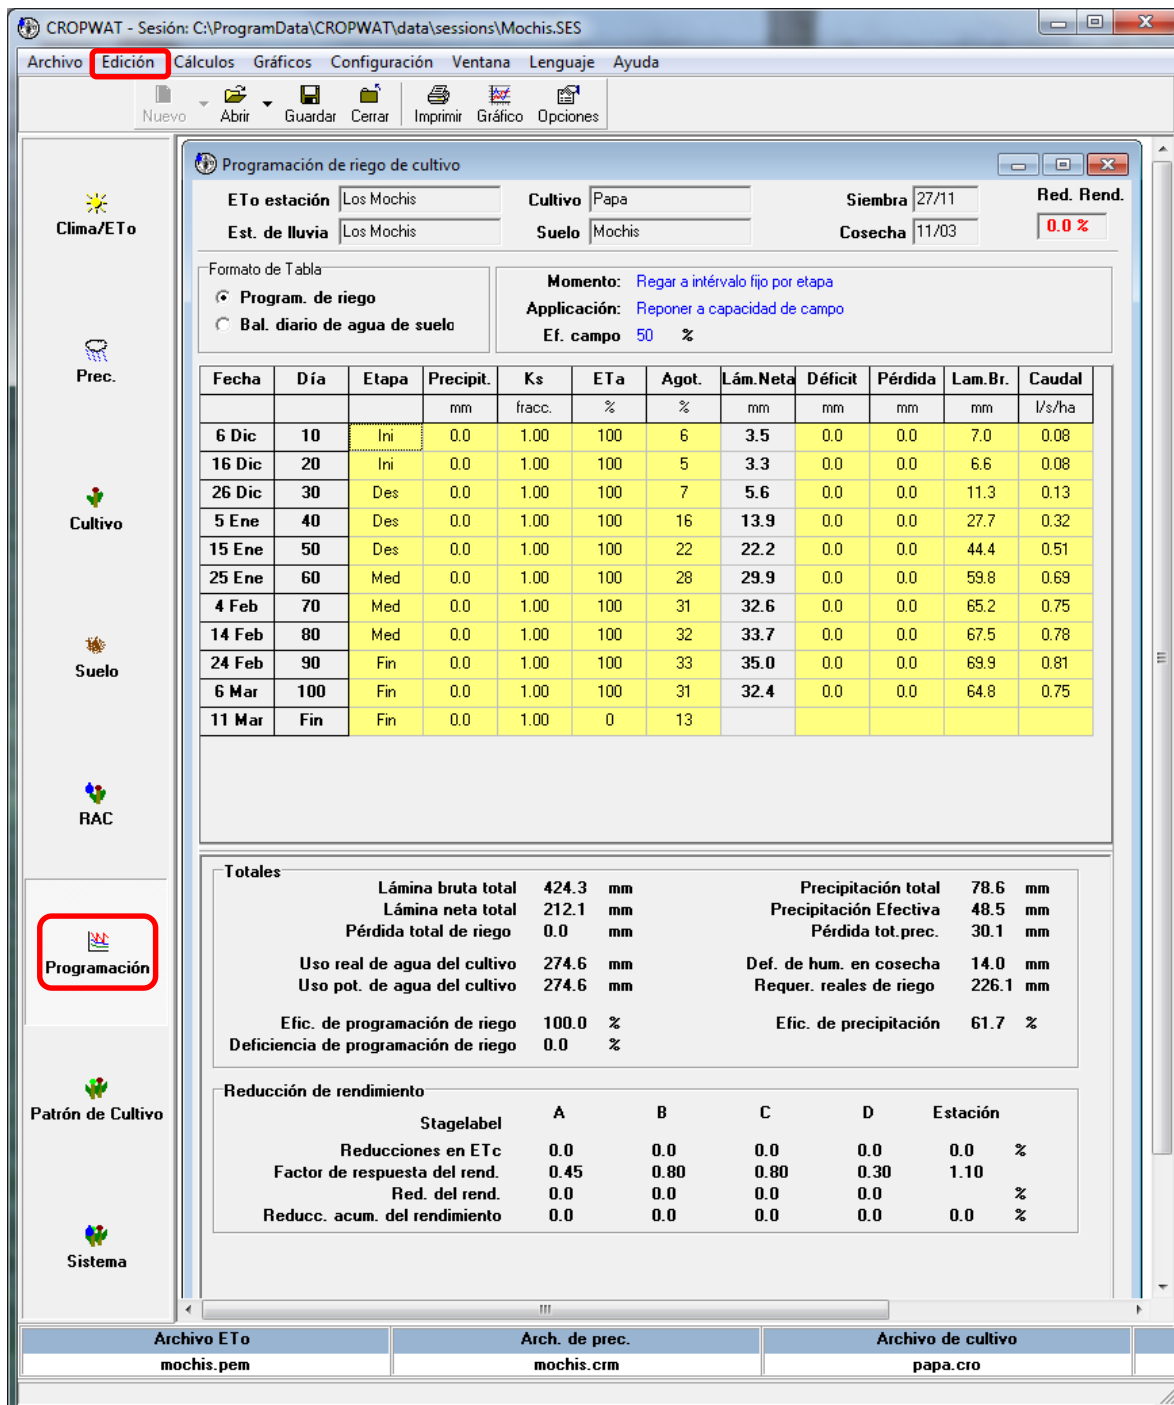 CROPWAT - Sesión: C:\ProgramData\CROPWAT\data\sessions\Mochis.SES
Archivo Edición Cálculos Gráficos Configuración Ventana Lenguaje Ayuda
Nuevo Abrir Guardar Cerrar Imprimir Gráfico Opciones
Clima/ETo
Prec.
Cultivo
Suelo
RAC
Programación
Patrón de Cultivo
Sistema
Programación de riego de cultivo
ETo estación Los Mochis Cultivo Papa Siembra 27/11 Red. Rend.
Est. de lluvia Los Mochis Suelo Mochis Cosecha 11/03 0.0 %
Formato de Tabla
Program. de riego
Bal. diario de agua de suelo
Momento: Regar a intérvalo fijo por etapa
Applicación: Reponer a capacidad de campo
Ef. campo 50 %
Fecha Día Etapa Precipit. Ks ETa Agot. Lám.Neta Déficit Pérdida Lam.Br. Caudal
mm fracc. % % mm mm mm mm l/s/ha
6 Dic 10 Ini 0.0 1.00 100 6 3.5 0.0 0.0 7.0 0.08
16 Dic 20 Ini 0.0 1.00 100 5 3.3 0.0 0.0 6.6 0.08
26 Dic 30 Des 0.0 1.00 100 7 5.6 0.0 0.0 11.3 0.13
5 Ene 40 Des 0.0 1.00 100 16 13.9 0.0 0.0 27.7 0.32
15 Ene 50 Des 0.0 1.00 100 22 22.2 0.0 0.0 44.4 0.51
25 Ene 60 Med 0.0 1.00 100 28 29.9 0.0 0.0 59.8 0.69
4 Feb 70 Med 0.0 1.00 100 31 32.6 0.0 0.0 65.2 0.75
14 Feb 80 Med 0.0 1.00 100 32 33.7 0.0 0.0 67.5 0.78
24 Feb 90 Fin 0.0 1.00 100 33 35.0 0.0 0.0 69.9 0.81
6 Mar 100 Fin 0.0 1.00 100 31 32.4 0.0 0.0 64.8 0.75
11 Mar Fin Fin 0.0 1.00 0 13
Totales
Lámina bruta total 424.3 mm Precipitación total 78.6 mm
Lámina neta total 212.1 mm Precipitación Efectiva 48.5 mm
Pérdida total de riego 0.0 mm Pérdida tot.prec. 30.1 mm
Uso real de agua del cultivo 274.6 mm Def. de hum. en cosecha 14.0 mm
Uso pot. de agua del cultivo 274.6 mm Requer. reales de riego 226.1 mm
Efic. de programación de riego 100.0 % Efic. de precipitación 61.7 %
Deficiencia de programación de riego 0.0 %
Reducción de rendimiento
Stagelabel A B C D Estación
Reducciones en ETc 0.0 0.0 0.0 0.0 0.0 %
Factor de respuesta del rend. 0.45 0.80 0.80 0.30 1.10
Red. del rend. 0.0 0.0 0.0 0.0 %
Reducc. acum. del rendimiento 0.0 0.0 0.0 0.0 0.0 %
Archivo ETo Arch. de prec. Archivo de cultivo
mochis.pem mochis.crm papa.cro